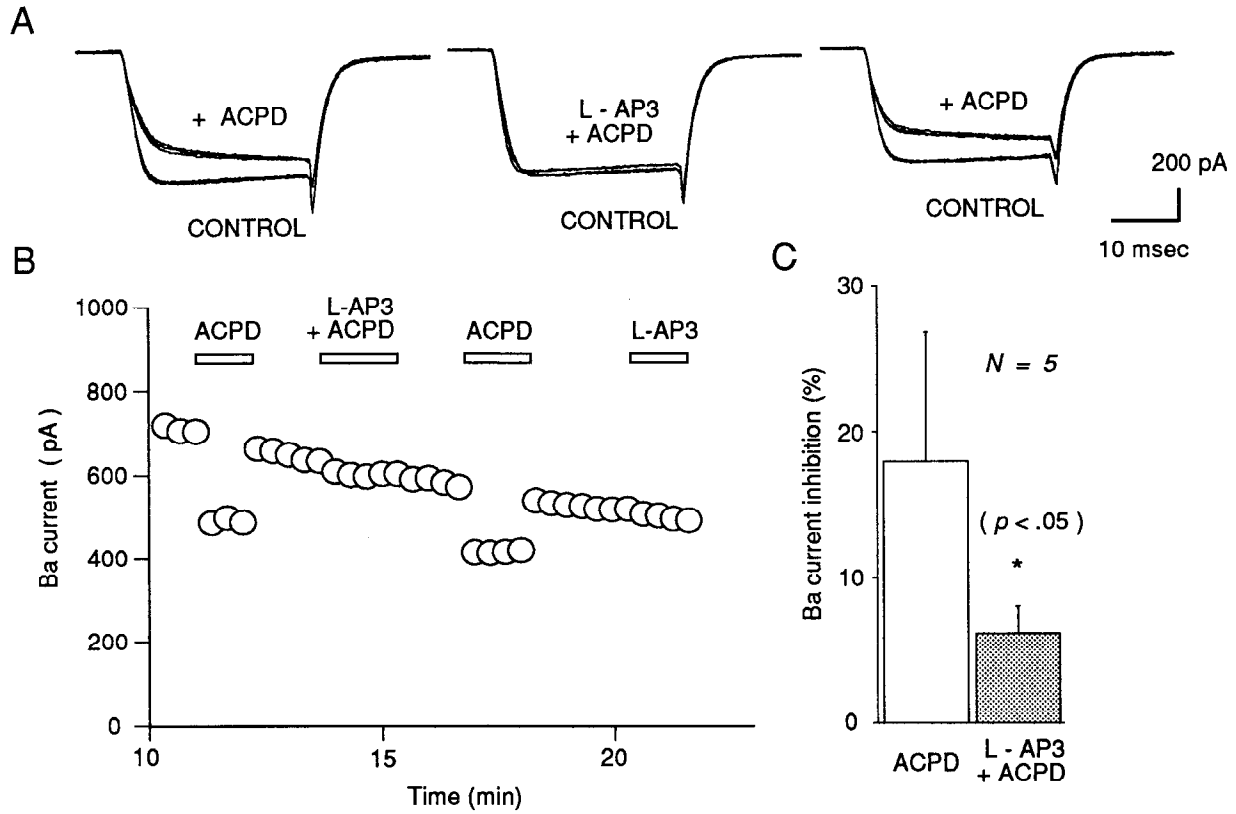 A
+ ACPD
CONTROL
L - AP3
+ ACPD
CONTROL
+ ACPD
CONTROL
200 pA
10 msec
B
1000
800
600
400
200
0
Ba current ( pA )
ACPD
L-AP3
+ ACPD
ACPD
L-AP3
10
15
20
Time (min)
C
30
20
10
0
Ba current inhibition (%)
N = 5
( p < .05 )
*
ACPD
L - AP3
+ ACPD